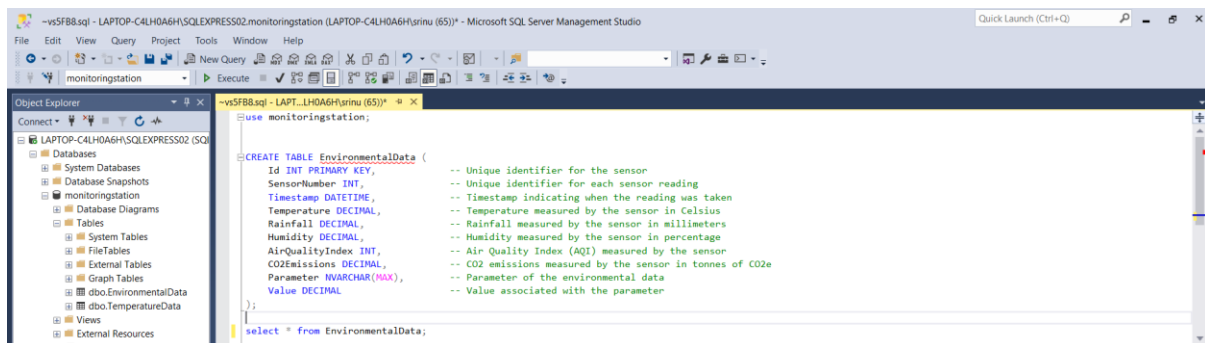 ~vs5FB8.sql - LAPTOP-C4LH0A6H\SQLEXPRESS02.monitoringstation (LAPTOP-C4LH0A6H\srinu (65))* - Microsoft SQL Server Management Studio
Quick Launch (Ctrl+Q)
File Edit View Query Project Tools Window Help
New Query
monitoringstation
Execute
Object Explorer
~vs5FB8.sql - LAPT...LH0A6H\srinu (65))*
Connect
LAPTOP-C4LH0A6H\SQLEXPRESS02 (SQl
Databases
System Databases
Database Snapshots
monitoringstation
Database Diagrams
Tables
System Tables
FileTables
External Tables
Graph Tables
dbo.EnvironmentalData
dbo.TemperatureData
Views
External Resources
use monitoringstation;
CREATE TABLE EnvironmentalData (
Id INT PRIMARY KEY, -- Unique identifier for the sensor
SensorNumber INT, -- Unique identifier for each sensor reading
Timestamp DATETIME, -- Timestamp indicating when the reading was taken
Temperature DECIMAL, -- Temperature measured by the sensor in Celsius
Rainfall DECIMAL, -- Rainfall measured by the sensor in millimeters
Humidity DECIMAL, -- Humidity measured by the sensor in percentage
AirQualityIndex INT, -- Air Quality Index (AQI) measured by the sensor
CO2Emissions DECIMAL, -- CO2 emissions measured by the sensor in tonnes of CO2e
Parameter NVARCHAR(MAX), -- Parameter of the environmental data
Value DECIMAL -- Value associated with the parameter
);
select * from EnvironmentalData;